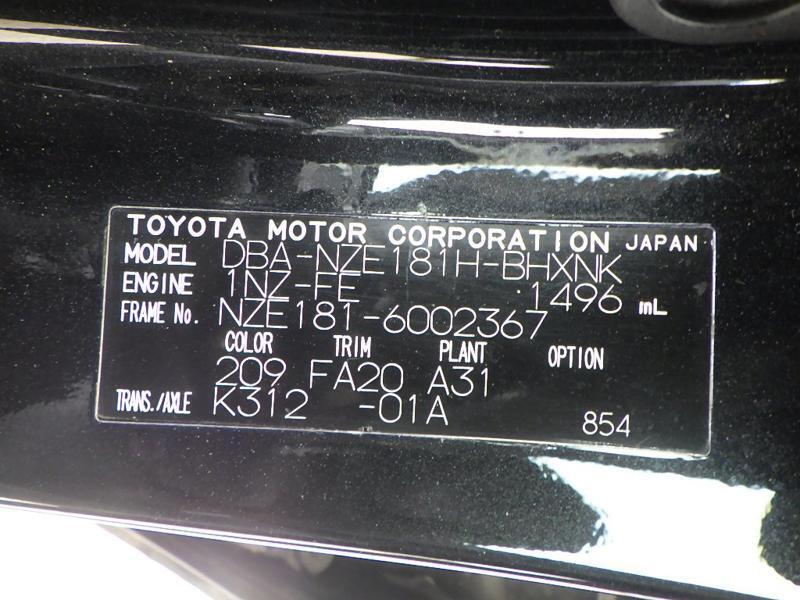 TOYOTA MOTOR CORPORATION JAPAN
MODEL DBA-NZE181H-BHXNK
ENGINE 1NZ-FE 1496 mL
FRAME No. NZE181-6002367
COLOR TRIM PLANT OPTION
209 FA20 A31
TRANS./AXLE K312 -01A
854